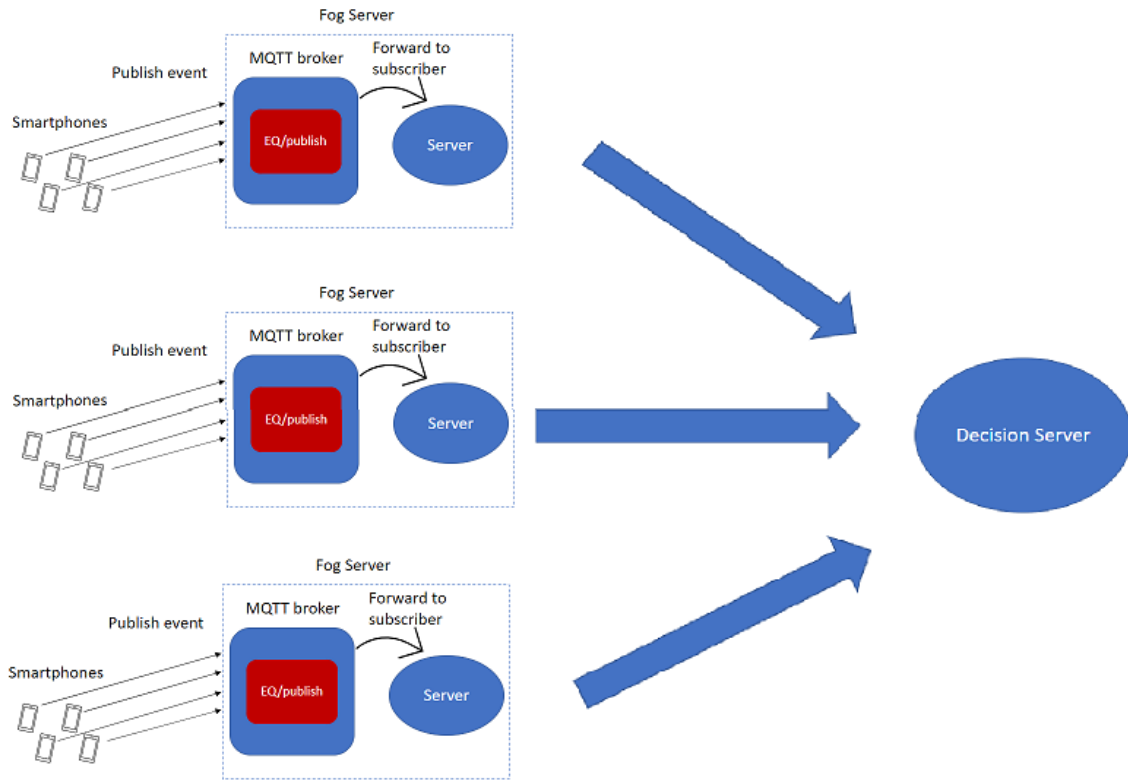 Fog Server
MQTT broker
Forward to
subscriber
Publish event
Smartphones
EQ/publish
Server
Fog Server
MQTT broker
Forward to
subscriber
Publish event
Smartphones
EQ/publish
Server
Decision Server
Fog Server
MQTT broker
Forward to
subscriber
Publish event
Smartphones
EQ/publish
Server